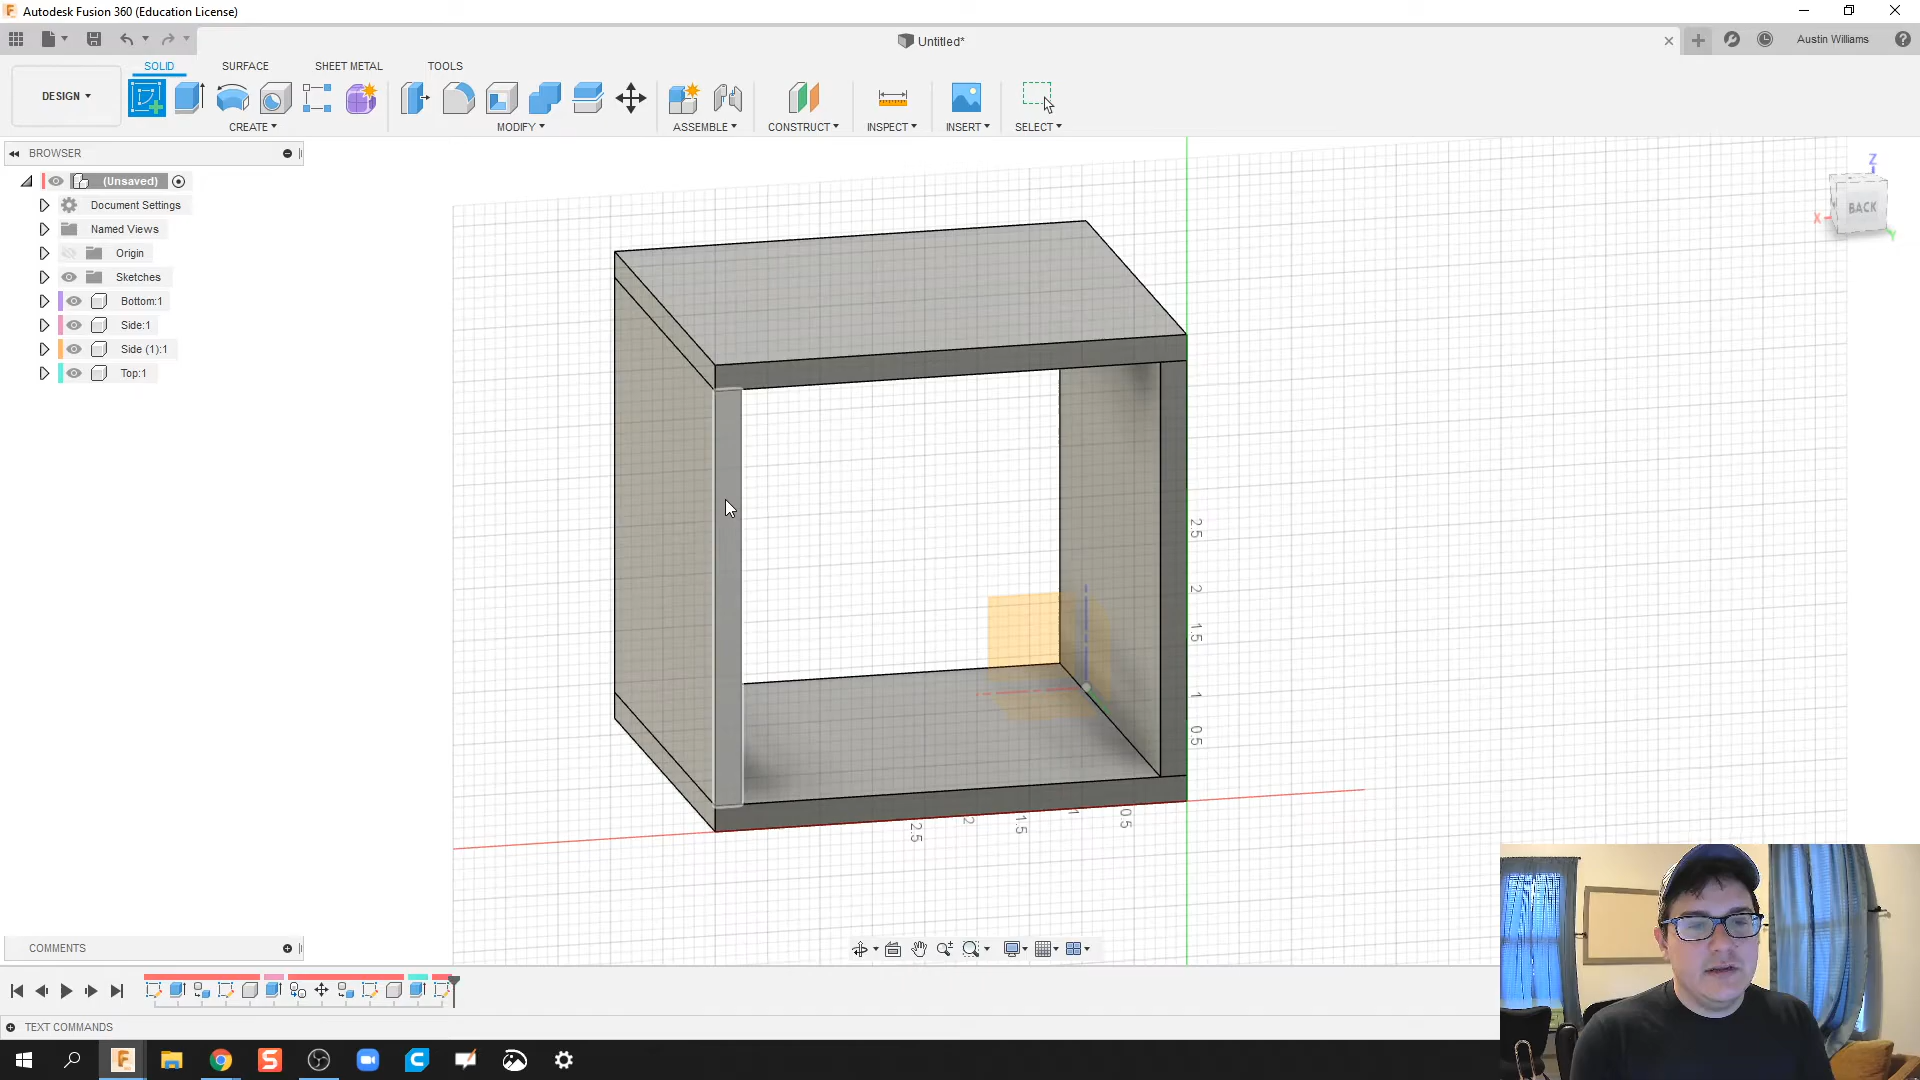 Autodesk Fusion 360 (Education License)
Untitled*
Austin Williams
SOLID SURFACE SHEET METAL TOOLS
DESIGN
CREATE MODIFY ASSEMBLE CONSTRUCT INSPECT INSERT SELECT
BROWSER
(Unsaved)
Document Settings
Named Views
Origin
Sketches
Bottom:1
Side:1
Side (1):1
Top:1
Z
BACK
X
Y
2.5
2
1.5
1
0.5
2.5
2
1.5
1
0.5
COMMENTS
TEXT COMMANDS